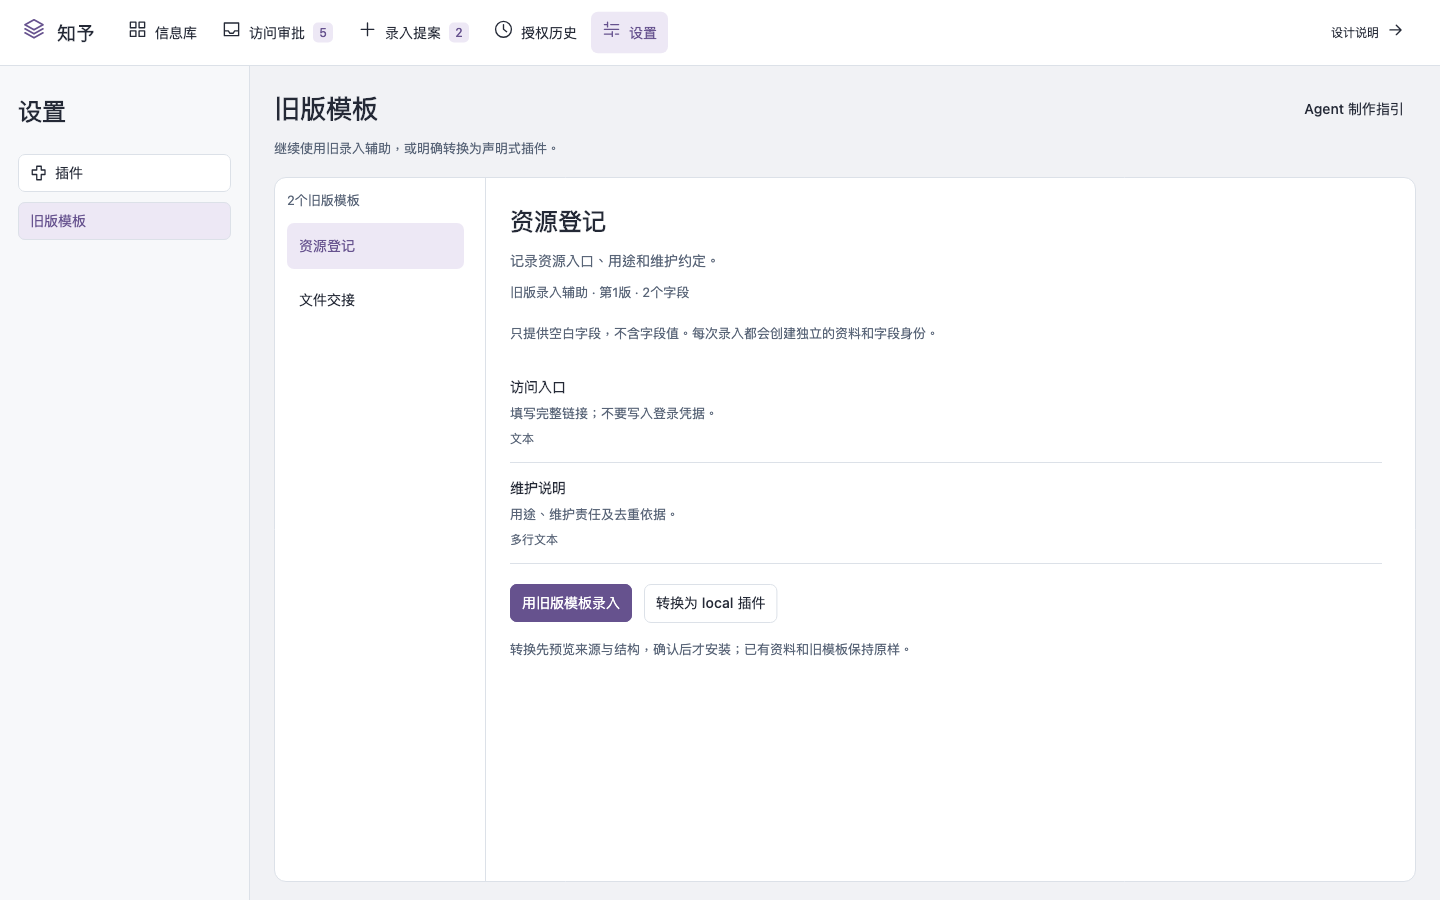 知予
信息库
访问审批 5
录入提案 2
授权历史
设置
设计说明
设置
插件
旧版模板
旧版模板
Agent 制作指引
继续使用旧录入辅助，或明确转换为声明式插件。
2个旧版模板
资源登记
文件交接
资源登记
记录资源入口、用途和维护约定。
旧版录入辅助 · 第1版 · 2个字段
只提供空白字段，不含字段值。每次录入都会创建独立的资料和字段身份。
访问入口
填写完整链接；不要写入登录凭据。
文本
维护说明
用途、维护责任及去重依据。
多行文本
用旧版模板录入
转换为 local 插件
转换先预览来源与结构，确认后才安装；已有资料和旧模板保持原样。